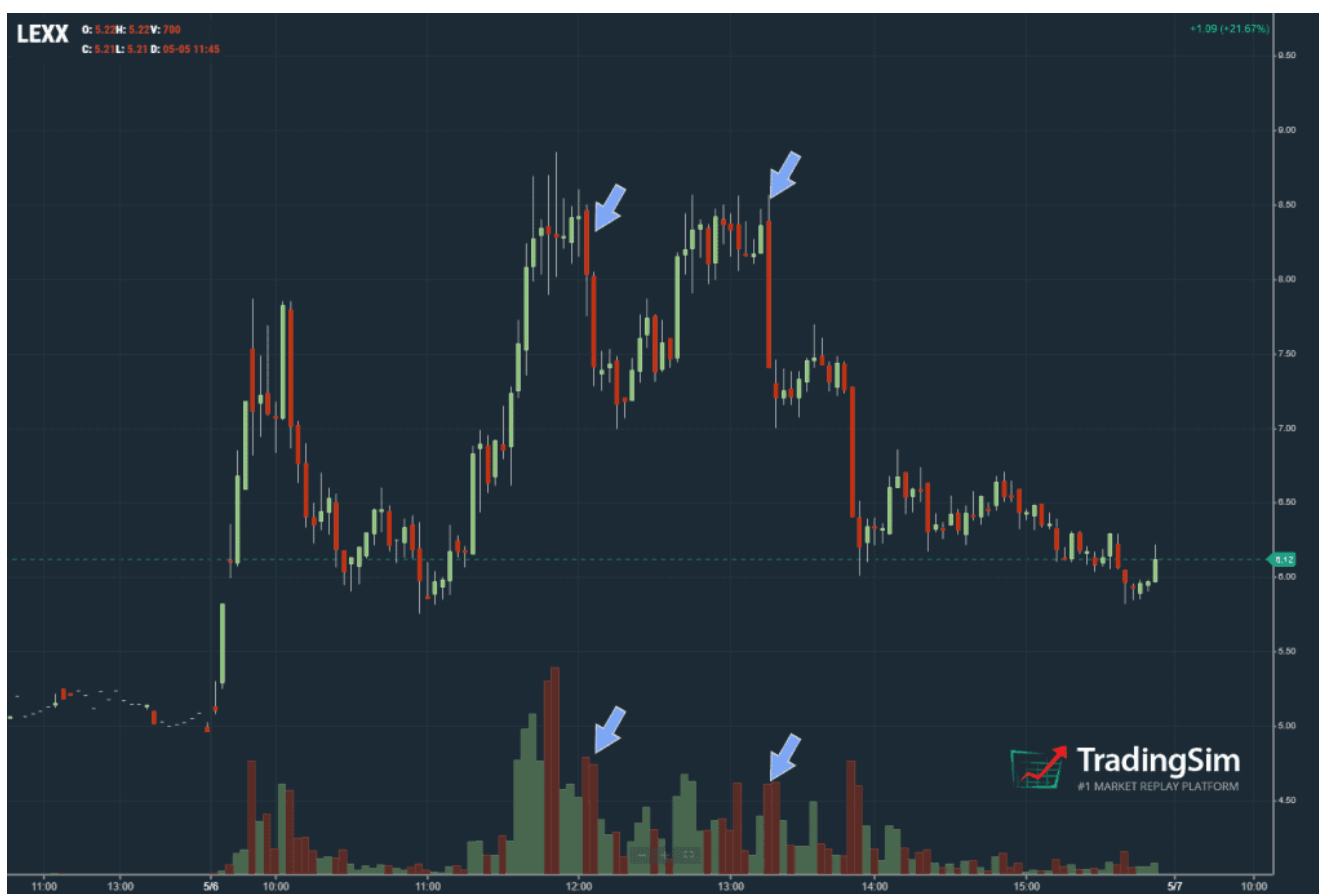 LEXX O: 5.22H: 5.22V: 700
C: 5.21L: 5.21 D: 05-05 11:45
+1.09 (+21.67%)
9.50
9.00
8.50
8.00
7.50
7.00
6.50
6.12
6.00
5.50
5.00
4.50
TradingSim
#1 MARKET REPLAY PLATFORM
11:00 13:00 5/6 10:00 11:00 12:00 13:00 14:00 15:00 5/7 10:00